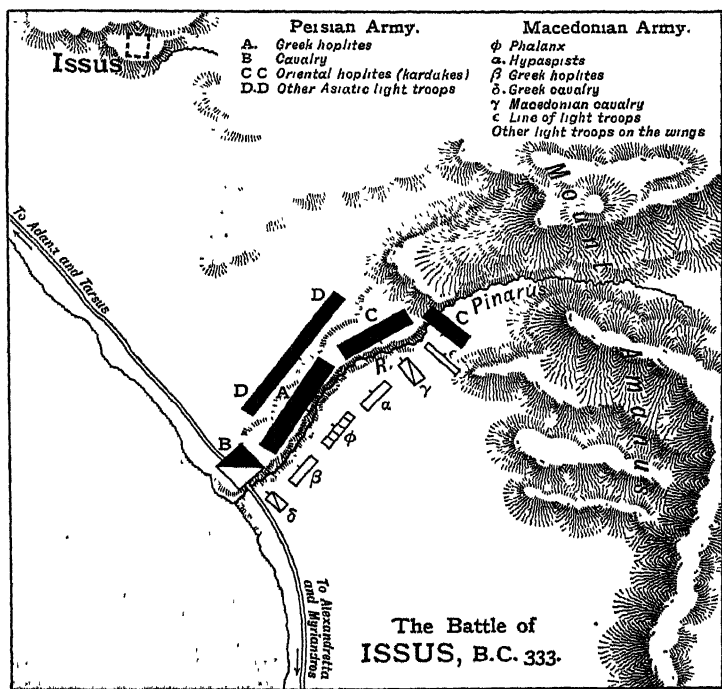 Persian Army.
A. Greek hoplites
B Cavalry
C C Oriental hoplites (kardukes)
D.D Other Asiatic light troops
Macedonian Army.
ϕ Phalanx
α. Hypaspists
β Greek hoplites
δ. Greek cavalry
γ Macedonian cavalry
ϵ Line of light troops
Other light troops on the wings
Issus
To Adana and Tarsus
Mount
Amanus
Pinarus
R.
D
D
C
C
A
B
γ
α
ϕ
β
δ
To Alexandretta
and Myriandros
The Battle of
ISSUS, B.C. 333.